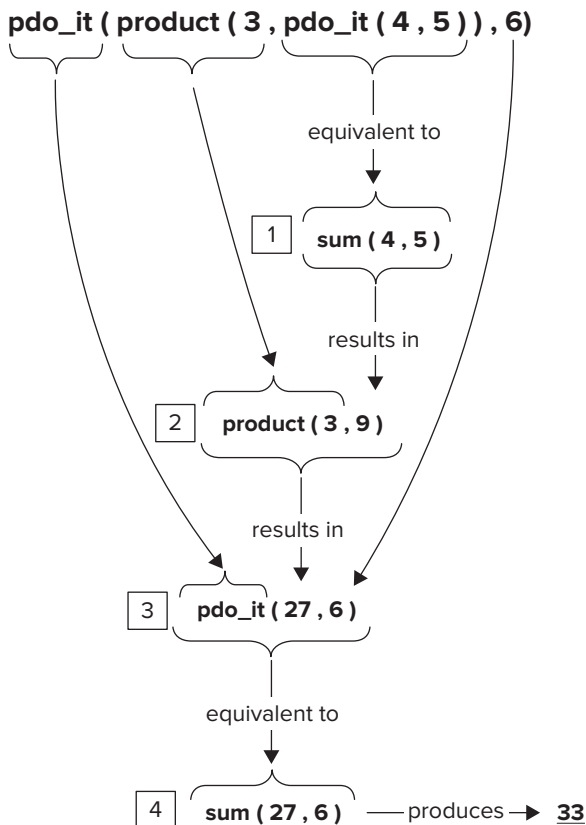 pdo_it ( product ( 3 , pdo_it ( 4 , 5 ) ) , 6)
equivalent to
1
sum ( 4 , 5 )
results in
2
product ( 3 , 9 )
results in
3
pdo_it ( 27 , 6 )
equivalent to
4
sum ( 27 , 6 )
produces
33